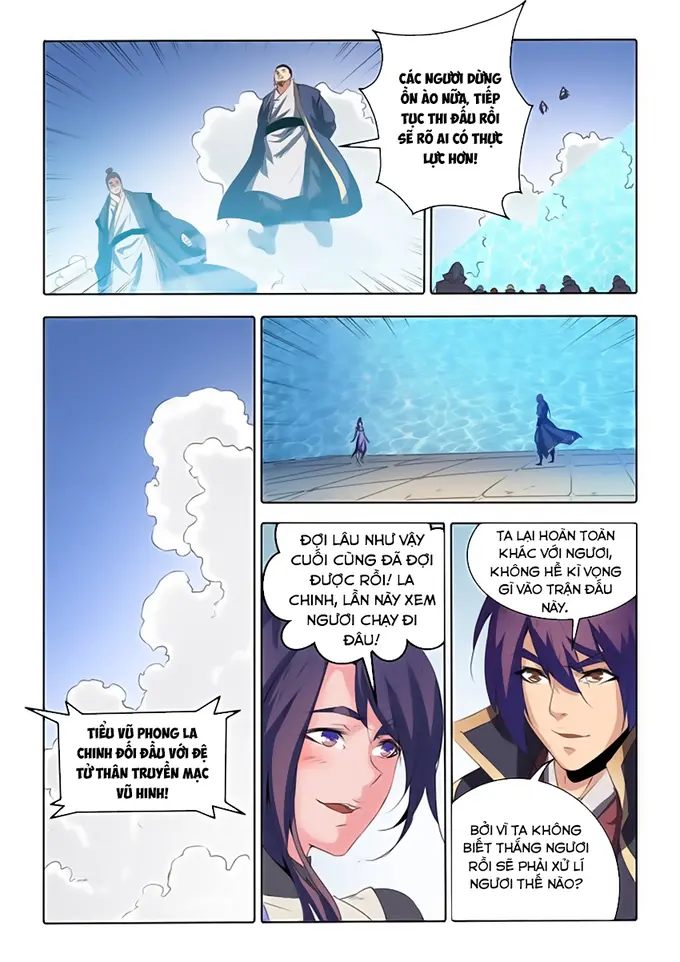 CÁC NGƯƠI DỪNG
ỒN ÀO NỮA, TIẾP
TỤC THI ĐẤU RỒI
SẼ RÕ AI CÓ THỰC
LỰC HƠN!
TIỂU VŨ PHONG LA
CHINH ĐỐI ĐẦU VỚI ĐỆ
TỬ THÂN TRUYỀN MẠC
VŨ HINH!
ĐỢI LÂU NHƯ VẬY
CUỐI CÙNG ĐÃ ĐỢI
ĐƯỢC RỒI! LA
CHINH, LẦN NÀY XEM
NGƯƠI CHẠY ĐI
ĐÂU!
TA LẠI HOÀN TOÀN
KHÁC VỚI NGƯƠI,
KHÔNG HỀ KÌ VỌNG
GÌ VÀO TRẬN ĐẤU
NÀY.
BỞI VÌ TA KHÔNG
BIẾT THẮNG NGƯƠI
RỒI SẼ PHẢI XỬ LÍ
NGƯƠI THẾ NÀO?